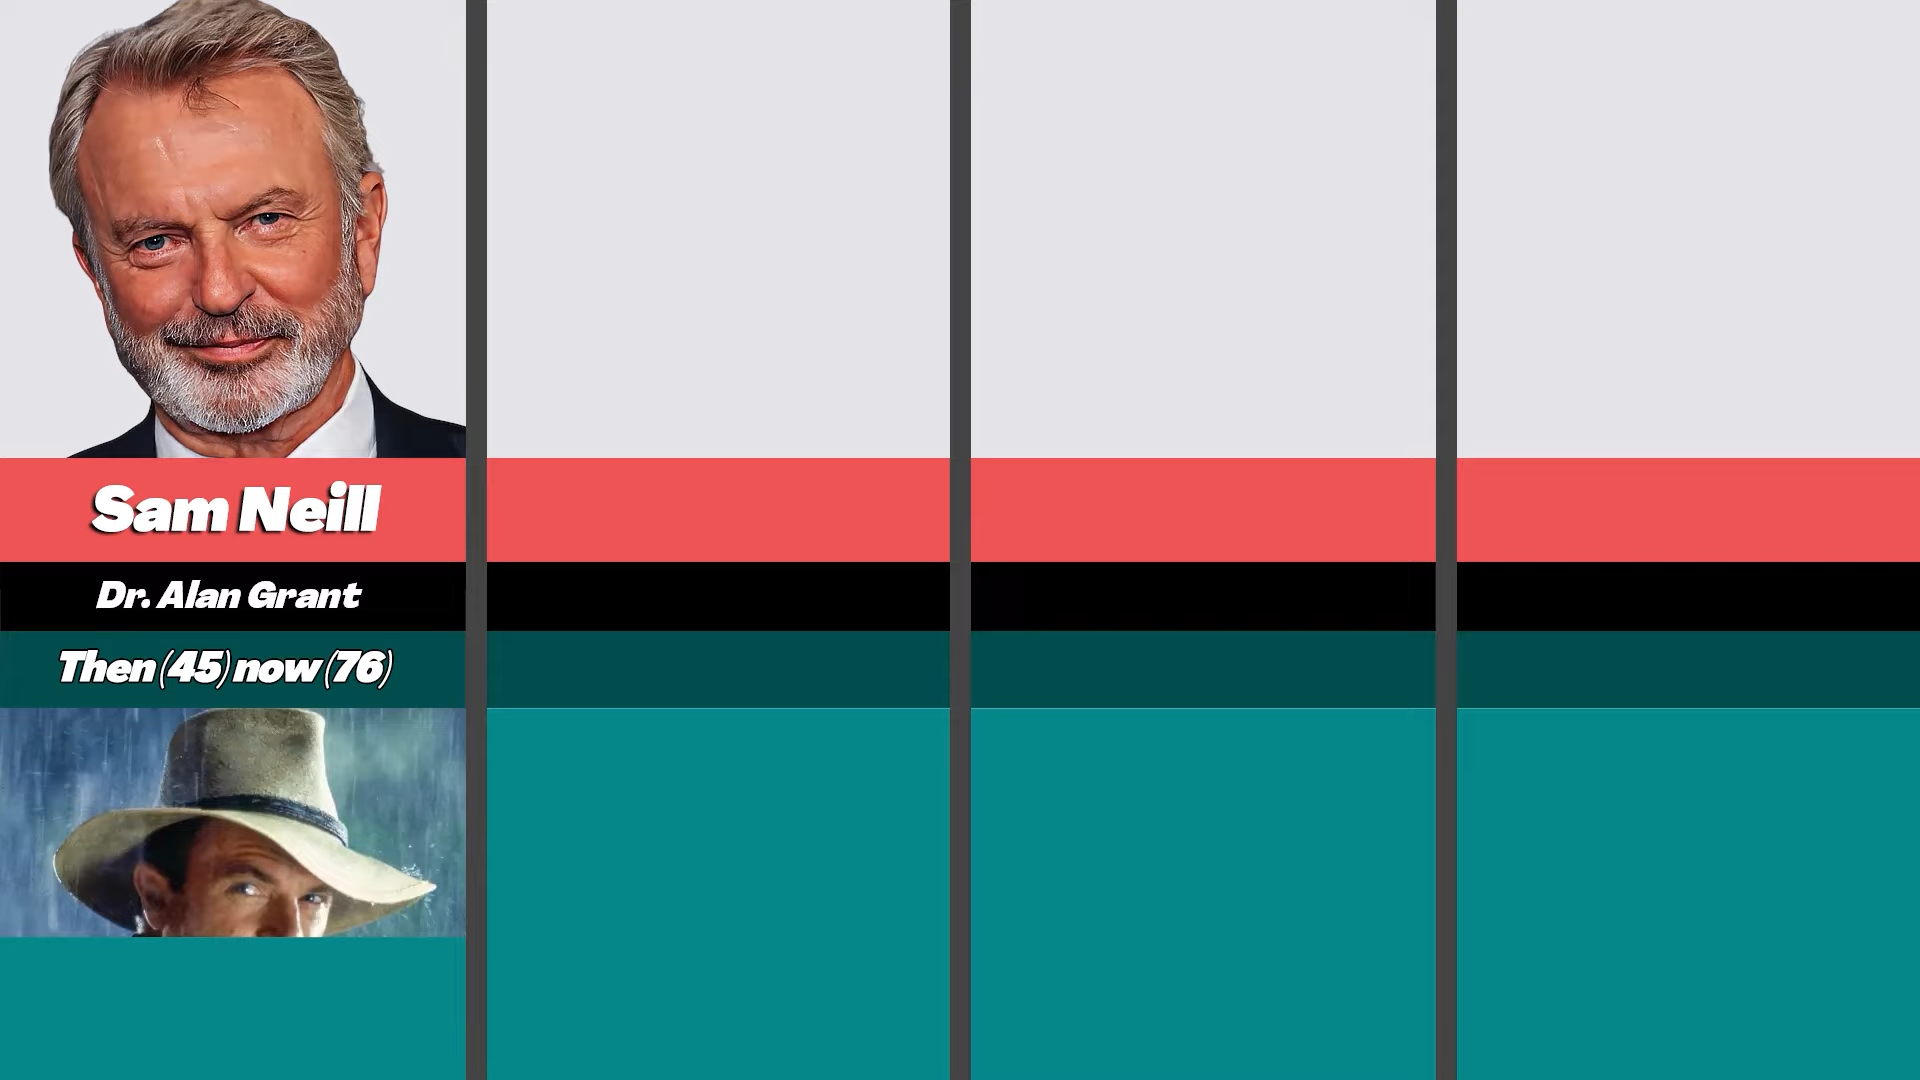 Sam Neill
Dr. Alan Grant
Then (45) now (76)